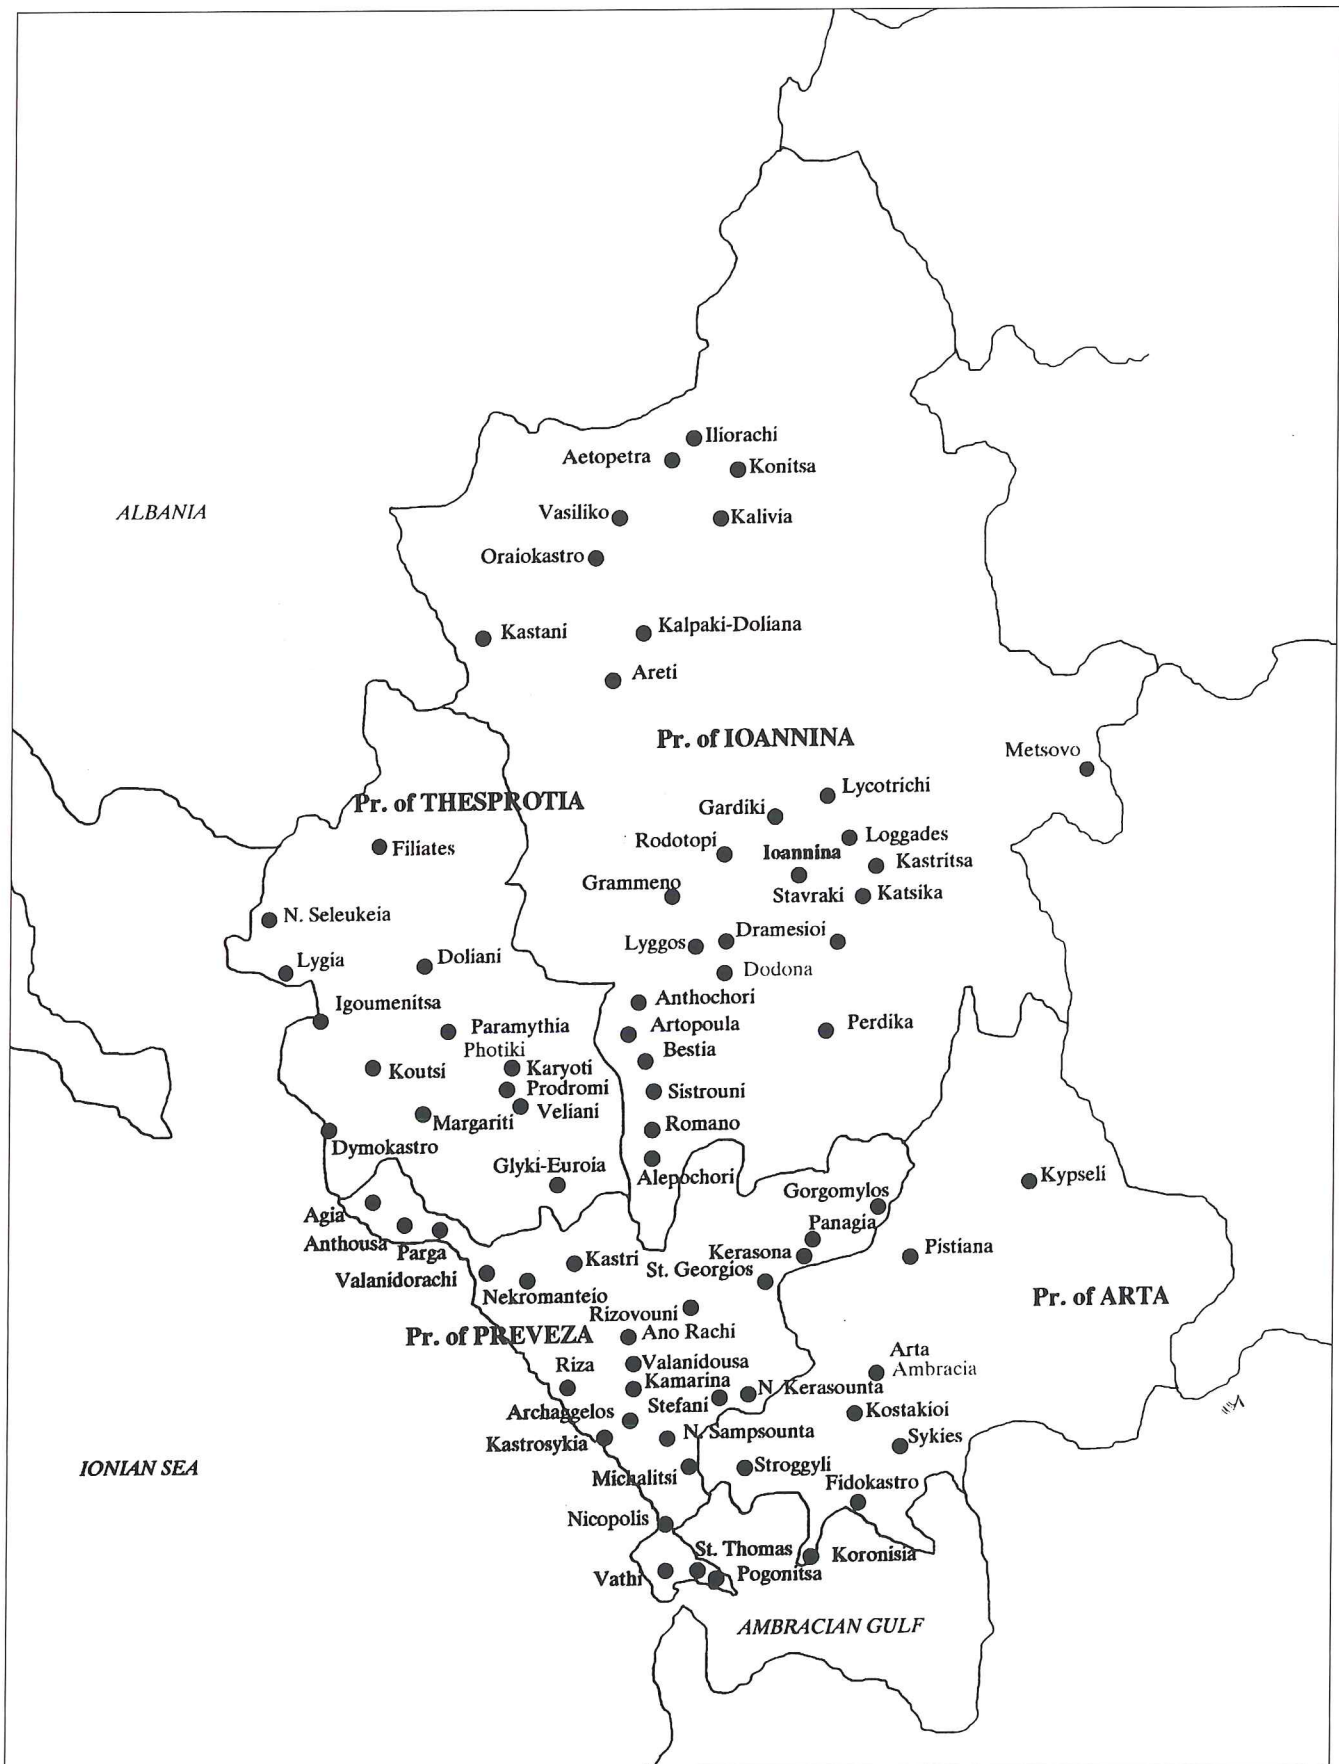 Iliorachi
Aetopetra
Konitsa
ALBANIA
Vasiliko
Kalivia
Oraiokastro
Kastani
Kalpaki-Doliana
Areti
Pr. of IOANNINA
Metsovo
Pr. of THESPROTIA
Lycotrichi
Gardiki
Filiates
Rodotopi
Loggades
Ioannina
Kastritsa
Grammeno
Stavraki
Katsika
N. Seleukeia
Lyggos
Dramesioi
Lygia
Doliani
Dodona
Igoumenitsa
Anthochori
Paramythia
Artopoula
Perdika
Photiki
Bestia
Koutsi
Karyoti
Prodromi
Sistrouni
Veliani
Margariti
Romano
Dymokastro
Glyki-Euroia
Alepochori
Kypseli
Gorgomylos
Agia
Panagia
Anthousa
Parga
Kerasona
Pistiana
Kastri
St. Georgios
Valanidorachi
Nekromanteio
Pr. of ARTA
Rizovouni
Pr. of PREVEZA
Ano Rachi
Arta
Valanidousa
Riza
Ambracia
Kamarina
N. Kerasounta
Stefani
Archaggelos
Kostakioi
N. Sampsounta
Kastrosykia
Sykies
IONIAN SEA
Stroggyli
Michalitsi
Fidokastro
Nicopolis
St. Thomas
Koronisia
Vathi
Pogonitsa
AMBRACIAN GULF